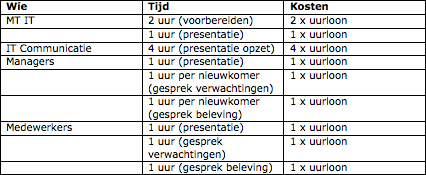 Wie Tijd Kosten
MT IT 2 uur (voorbereiden) 2 x uurloon
1 uur (presentatie) 1 x uurloon
IT Communicatie 4 uur (presentatie opzet) 4 x uurloon
Managers 1 uur (presentatie) 1 x uurloon
1 uur per nieuwkomer 1 x uurloon
(gesprek verwachtingen)
1 uur per nieuwkomer 1 x uurloon
(gesprek beleving)
Medewerkers 1 uur (presentatie) 1 x uurloon
1 uur (gesprek 1 x uurloon
verwachtingen)
1 uur (gesprek beleving) 1 x uurloon